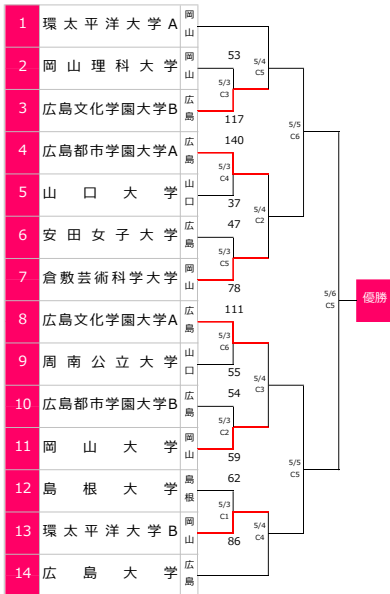 1 環太平洋大学A 岡山
2 岡山理科大学 岡山 53
5/3 C3
5/4 C5
3 広島文化学園大学B 広島 117
5/5 C6
4 広島都市学園大学A 広島 140
5/3 C4
5 山口大学 山口 37
5/4 C2
6 安田女子大学 広島 47
5/3 C5
7 倉敷芸術科学大学 岡山 78
5/6 C5
優勝
8 広島文化学園大学A 広島 111
5/3 C6
9 周南公立大学 山口 55
5/4 C3
10 広島都市学園大学B 広島 54
5/3 C2
11 岡山大学 岡山 59
5/5 C5
12 島根大学 島根 62
5/3 C1
13 環太平洋大学B 岡山 86
5/4 C4
14 広島大学 広島